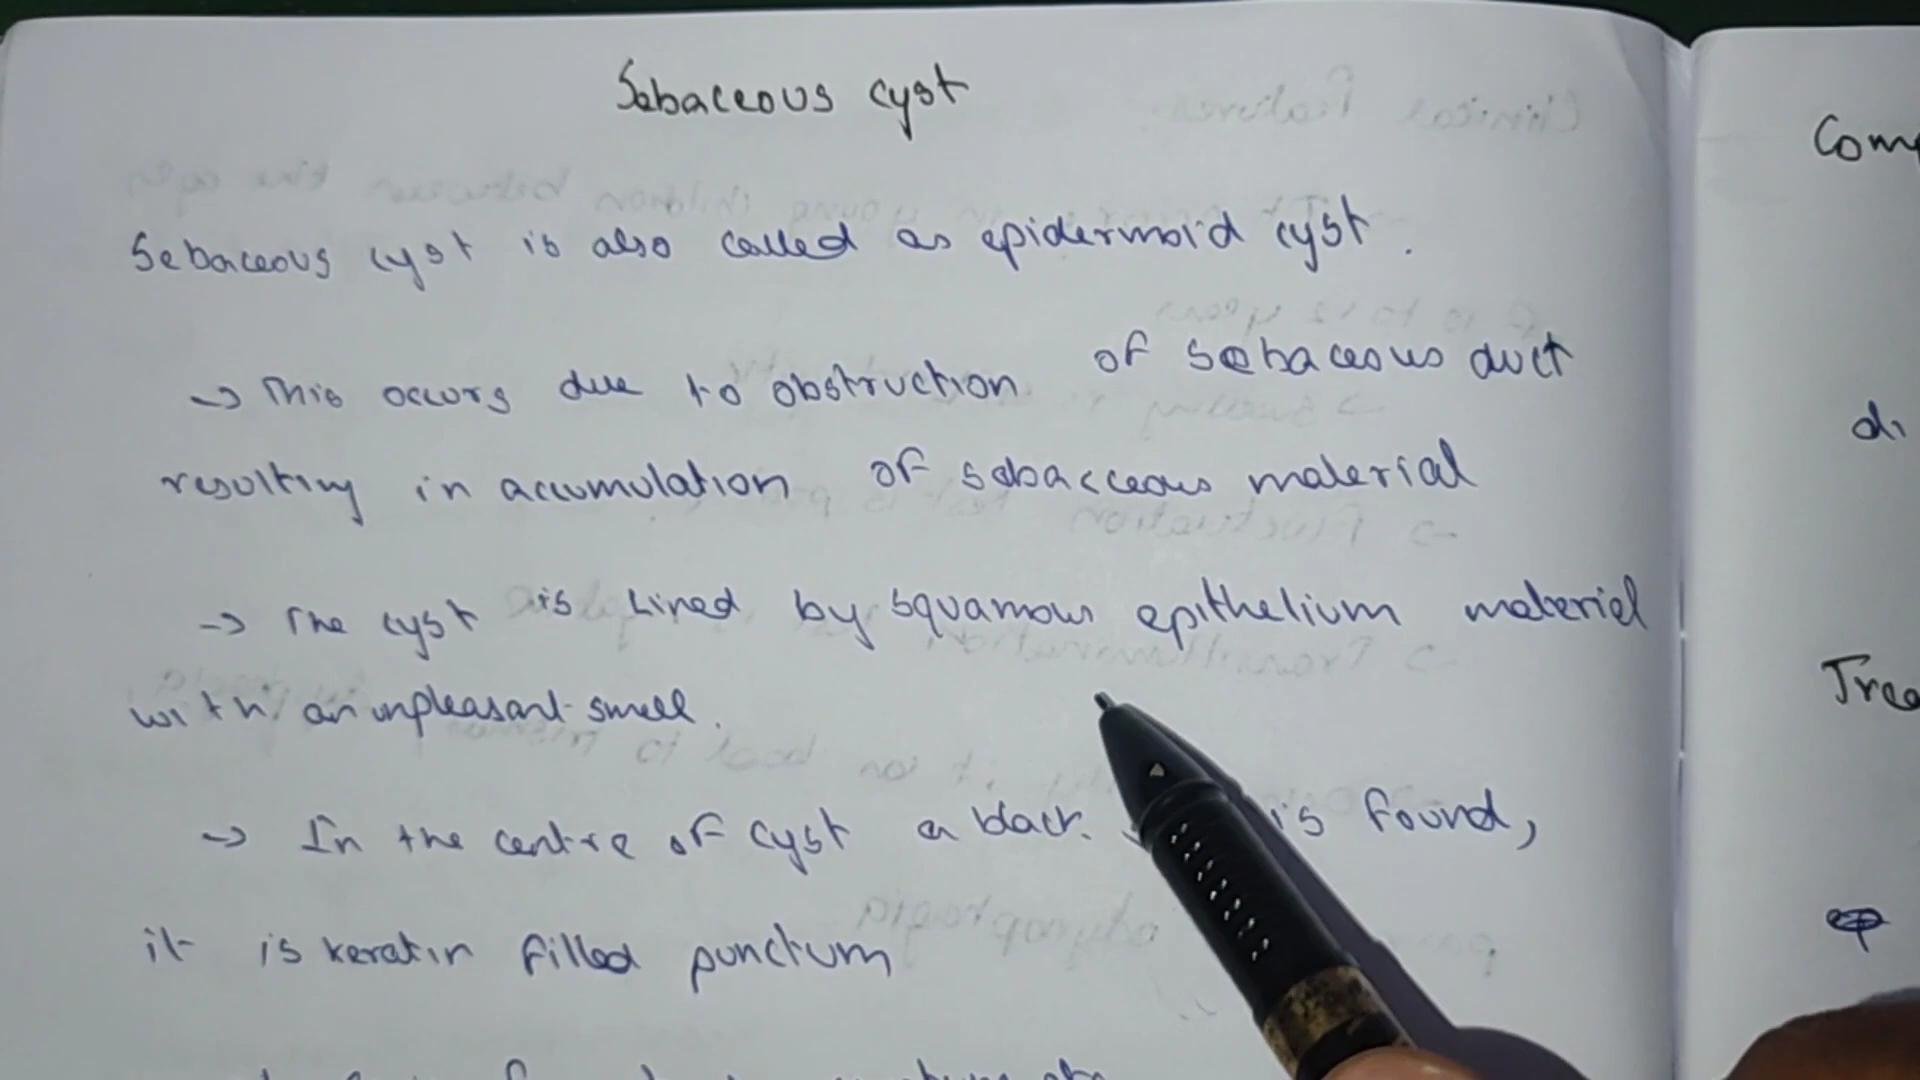 Sebaceous cyst
Sebaceous cyst is also called as epidermoid cyst.
→ This occurs due to obstruction of sebaceous duct
resulting in accumulation of sebacceous material
→ The cyst is Lined by squamous epithelium material
with an unpleasant smell.
→ In the centre of cyst a black is found,
it is keratin filled punctum
Com
di
Trea